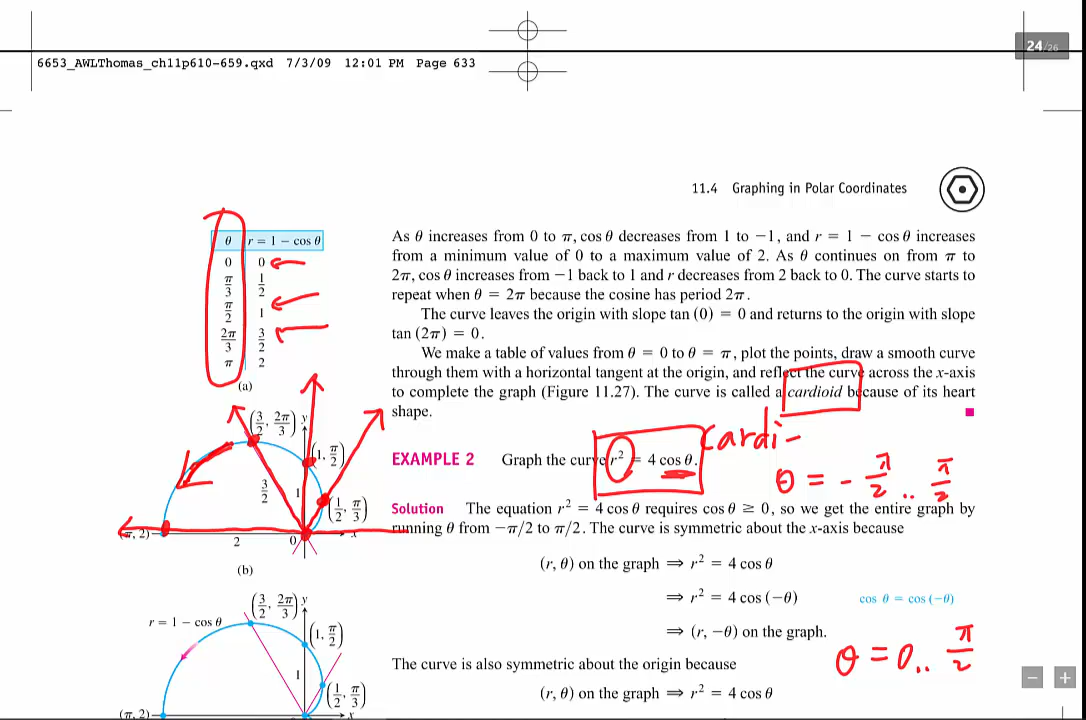 24/26
6653_AWLThomas_ch11p610-659.qxd 7/3/09 12:01 PM Page 633
11.4 Graphing in Polar Coordinates
θ r = 1 − cos θ
0 0
π/3 1/2
π/2 1
2π/3 3/2
π 2
(a)
As θ increases from 0 to π, cos θ decreases from 1 to −1, and r = 1 − cos θ increases
from a minimum value of 0 to a maximum value of 2. As θ continues on from π to
2π, cos θ increases from −1 back to 1 and r decreases from 2 back to 0. The curve starts to
repeat when θ = 2π because the cosine has period 2π.
The curve leaves the origin with slope tan (0) = 0 and returns to the origin with slope
tan (2π) = 0.
We make a table of values from θ = 0 to θ = π, plot the points, draw a smooth curve
through them with a horizontal tangent at the origin, and reflect the curve across the x-axis
to complete the graph (Figure 11.27). The curve is called a cardioid because of its heart
shape.
cardi-
(3/2, 2π/3) y
(1, π/2)
3/2 1
(1/2, π/3)
(π, 2)
2 0 x
(b)
EXAMPLE 2 Graph the curve r² = 4 cos θ.
θ = - π/2 .. π/2
Solution The equation r² = 4 cos θ requires cos θ ≥ 0, so we get the entire graph by
running θ from −π/2 to π/2. The curve is symmetric about the x-axis because
(r, θ) on the graph ⇒ r² = 4 cos θ
⇒ r² = 4 cos (−θ) cos θ = cos (−θ)
⇒ (r, −θ) on the graph.
θ = 0.. π/2
The curve is also symmetric about the origin because
(r, θ) on the graph ⇒ r² = 4 cos θ
(3/2, 2π/3) y
r = 1 − cos θ
(1, π/2)
1
(1/2, π/3)
(π, 2) x